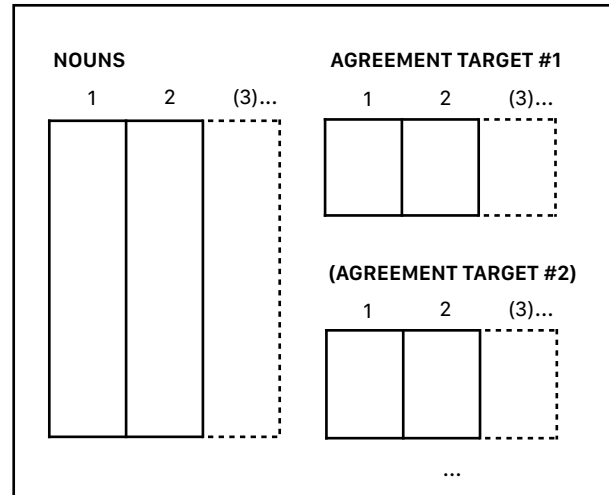 NOUNS
1 2 (3)...
AGREEMENT TARGET #1
1 2 (3)...
(AGREEMENT TARGET #2)
1 2 (3)...
...